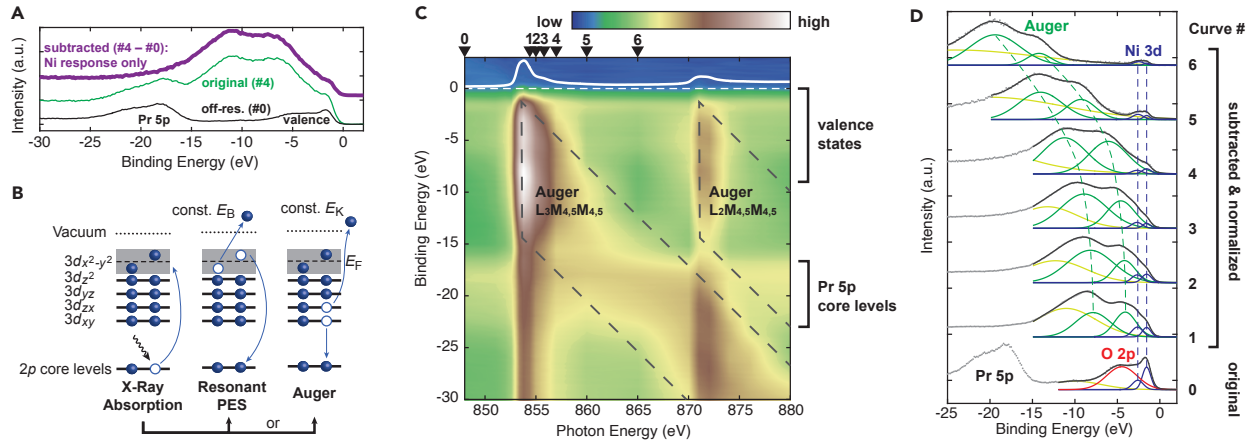 A
subtracted (#4 – #0):
Ni response only
original (#4)
off-res. (#0)
Pr 5p
valence
Intensity (a.u.)
-30 -25 -20 -15 -10 -5 0
Binding Energy (eV)
B
const. EB
const. EK
Vacuum
3dx²-y²
3dz²
3dyz
3dzx
3dxy
EF
2p core levels
X-Ray
Absorption
Resonant
PES
Auger
or
C
low
high
0 1 2 3 4 5 6
0
-5
-10
-15
-20
-25
-30
Binding Energy (eV)
Auger
L3M4,5M4,5
Auger
L2M4,5M4,5
850 860 870 880
Photon Energy (eV)
valence
states
Pr 5p
core levels
D
Auger
Ni 3d
Curve #
6
5
4
3
2
1
0
O 2p
Pr 5p
Intensity (a.u.)
subtracted & normalized
original
-25 -20 -15 -10 -5 0
Binding Energy (eV)